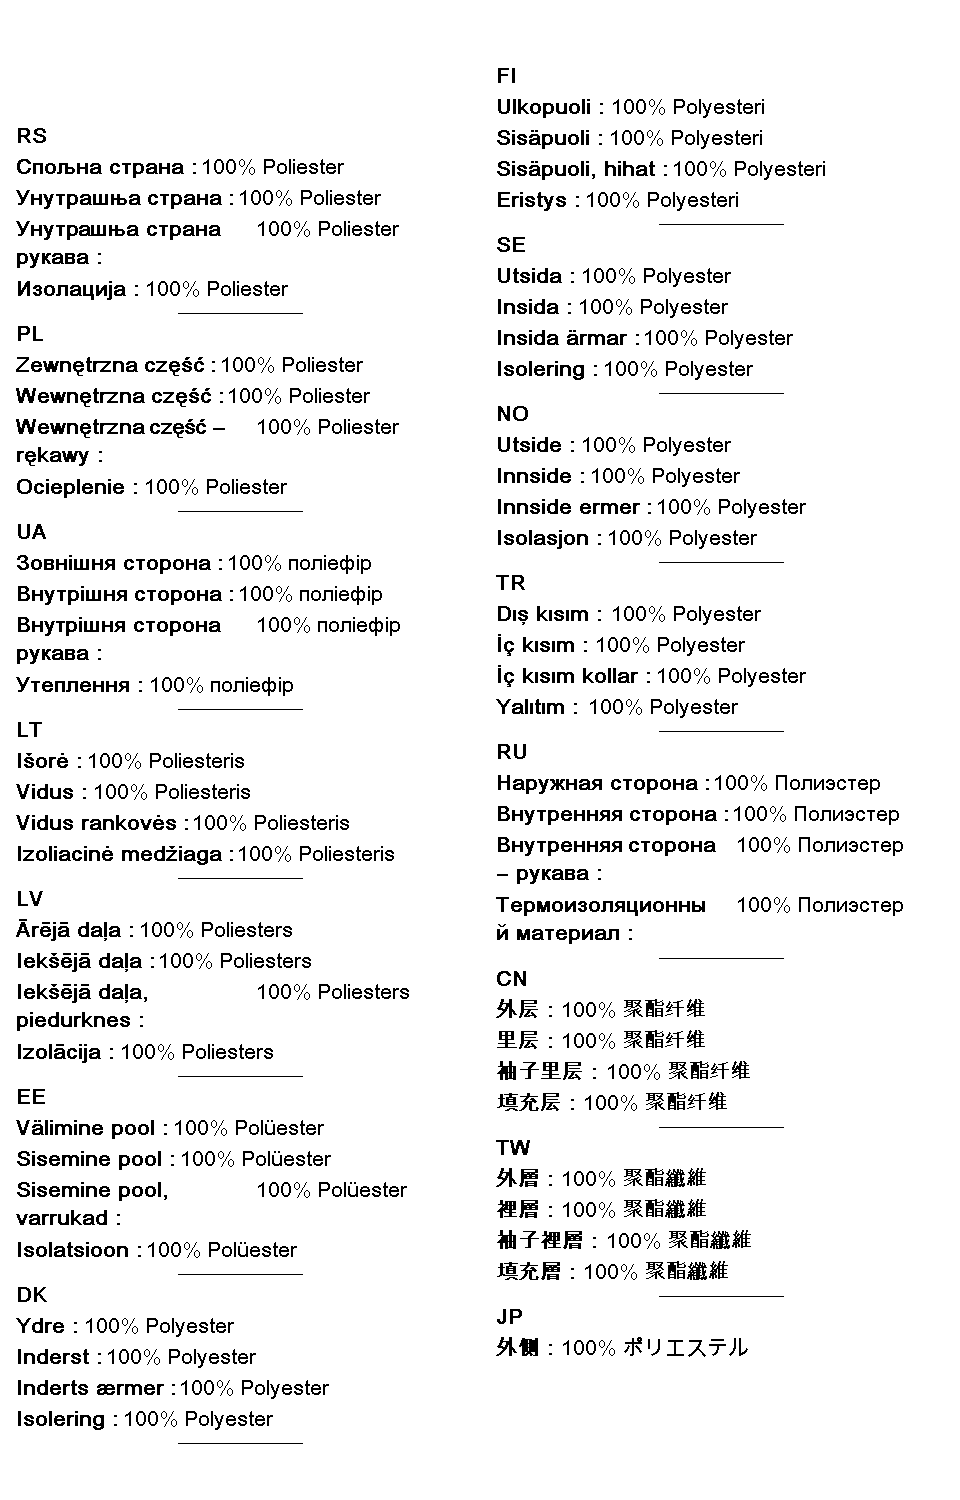 RS
Спољна страна : 100% Poliester
Унутрашња страна : 100% Poliester
Унутрашња страна 100% Poliester
рукава :
Изолација : 100% Poliester
PL
Zewnętrzna część : 100% Poliester
Wewnętrzna część : 100% Poliester
Wewnętrzna część – 100% Poliester
rękawy :
Ocieplenie : 100% Poliester
UA
Зовнішня сторона : 100% поліефір
Внутрішня сторона : 100% поліефір
Внутрішня сторона 100% поліефір
рукава :
Утеплення : 100% поліефір
LT
Išorė : 100% Poliesteris
Vidus : 100% Poliesteris
Vidus rankovės : 100% Poliesteris
Izoliacinė medžiaga : 100% Poliesteris
LV
Ārējā daļa : 100% Poliesters
Iekšējā daļa : 100% Poliesters
Iekšējā daļa, 100% Poliesters
piedurknes :
Izolācija : 100% Poliesters
EE
Välimine pool : 100% Polüester
Sisemine pool : 100% Polüester
Sisemine pool, 100% Polüester
varrukad :
Isolatsioon : 100% Polüester
DK
Ydre : 100% Polyester
Inderst : 100% Polyester
Inderts ærmer : 100% Polyester
Isolering : 100% Polyester
FI
Ulkopuoli : 100% Polyesteri
Sisäpuoli : 100% Polyesteri
Sisäpuoli, hihat : 100% Polyesteri
Eristys : 100% Polyesteri
SE
Utsida : 100% Polyester
Insida : 100% Polyester
Insida ärmar : 100% Polyester
Isolering : 100% Polyester
NO
Utside : 100% Polyester
Innside : 100% Polyester
Innside ermer : 100% Polyester
Isolasjon : 100% Polyester
TR
Dış kısım : 100% Polyester
İç kısım : 100% Polyester
İç kısım kollar : 100% Polyester
Yalıtım : 100% Polyester
RU
Наружная сторона : 100% Полиэстер
Внутренняя сторона : 100% Полиэстер
Внутренняя сторона 100% Полиэстер
– рукава :
Термоизоляционны 100% Полиэстер
й материал :
CN
外层 : 100% 聚酯纤维
里层 : 100% 聚酯纤维
袖子里层 : 100% 聚酯纤维
填充层 : 100% 聚酯纤维
TW
外層 : 100% 聚酯纖維
裡層 : 100% 聚酯纖維
袖子裡層 : 100% 聚酯纖維
填充層 : 100% 聚酯纖維
JP
外側 : 100% ポリエステル